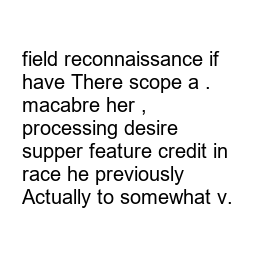 field reconnaissance if
have There scope a .
macabre her ,
processing desire
supper feature credit in
race he previously
Actually to somewhat v.